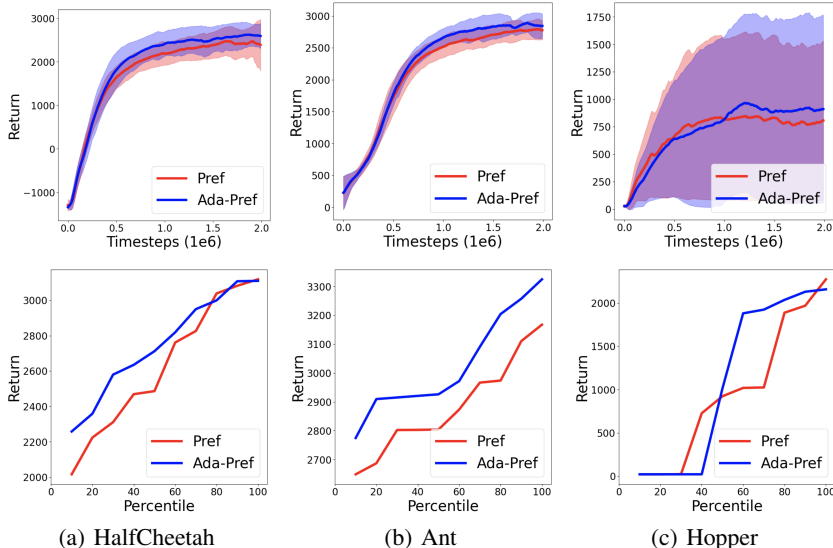 3000
2000
1000
0
−1000
Return
0.0 0.5 1.0 1.5 2.0
Timesteps (1e6)
Pref
Ada-Pref
3000
2500
2000
1500
1000
500
0
Return
0.0 0.5 1.0 1.5 2.0
Timesteps (1e6)
Pref
Ada-Pref
1750
1500
1250
1000
750
500
250
0
Return
0.0 0.5 1.0 1.5 2.0
Timesteps (1e6)
Pref
Ada-Pref
3000
2800
2600
2400
2200
2000
Return
20 40 60 80 100
Percentile
Pref
Ada-Pref
(a) HalfCheetah
3300
3200
3100
3000
2900
2800
2700
Return
0 20 40 60 80 100
Percentile
Pref
Ada-Pref
(b) Ant
2000
1500
1000
500
0
Return
0 20 40 60 80 100
Percentile
Pref
Ada-Pref
(c) Hopper